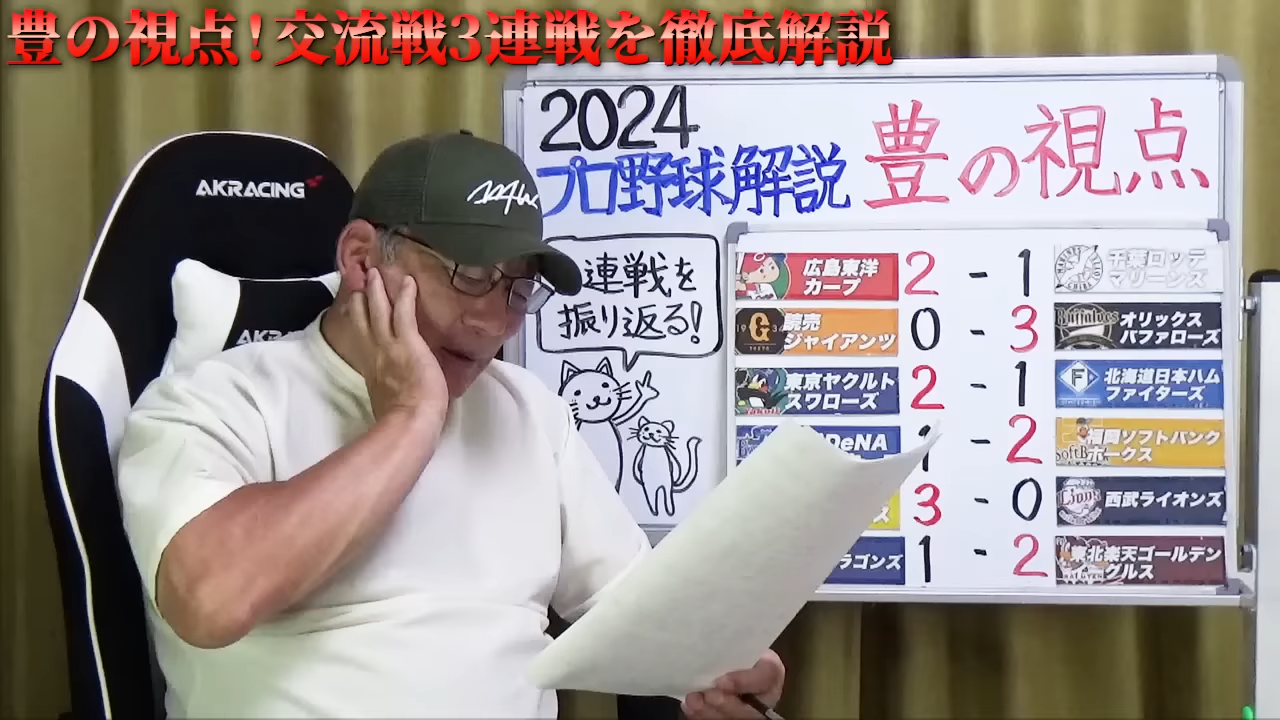 豊の視点!交流戦3連戦を徹底解説
2024
プロ野球解説
豊の視点
連戦を
振り返る!
AKRACING
広島東洋
カープ
2 - 1
千葉ロッテ
マリーンズ
読売
ジャイアンツ
0 - 3
Buffaloes
オリックス
バファローズ
東京ヤクルト
スワローズ
2 - 1
北海道日本ハム
ファイターズ
DeNA
1 - 2
福岡ソフトバンク
ホークス
3 - 0
Lions
西武ライオンズ
ラゴンズ
1 - 2
東北楽天ゴールデン
グルス